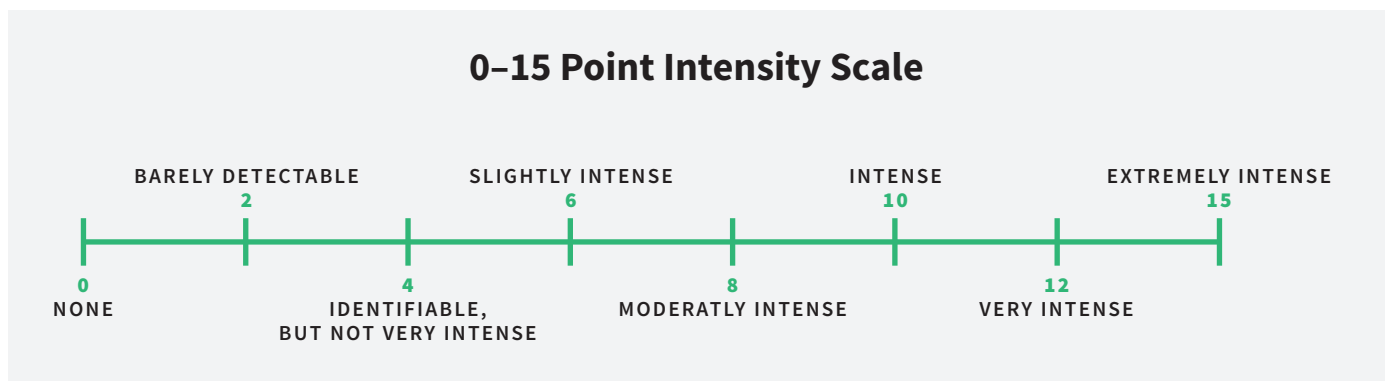 0–15 Point Intensity Scale
BARELY DETECTABLE
2
SLIGHTLY INTENSE
6
INTENSE
10
EXTREMELY INTENSE
15
0
NONE
4
IDENTIFIABLE,
BUT NOT VERY INTENSE
8
MODERATLY INTENSE
12
VERY INTENSE